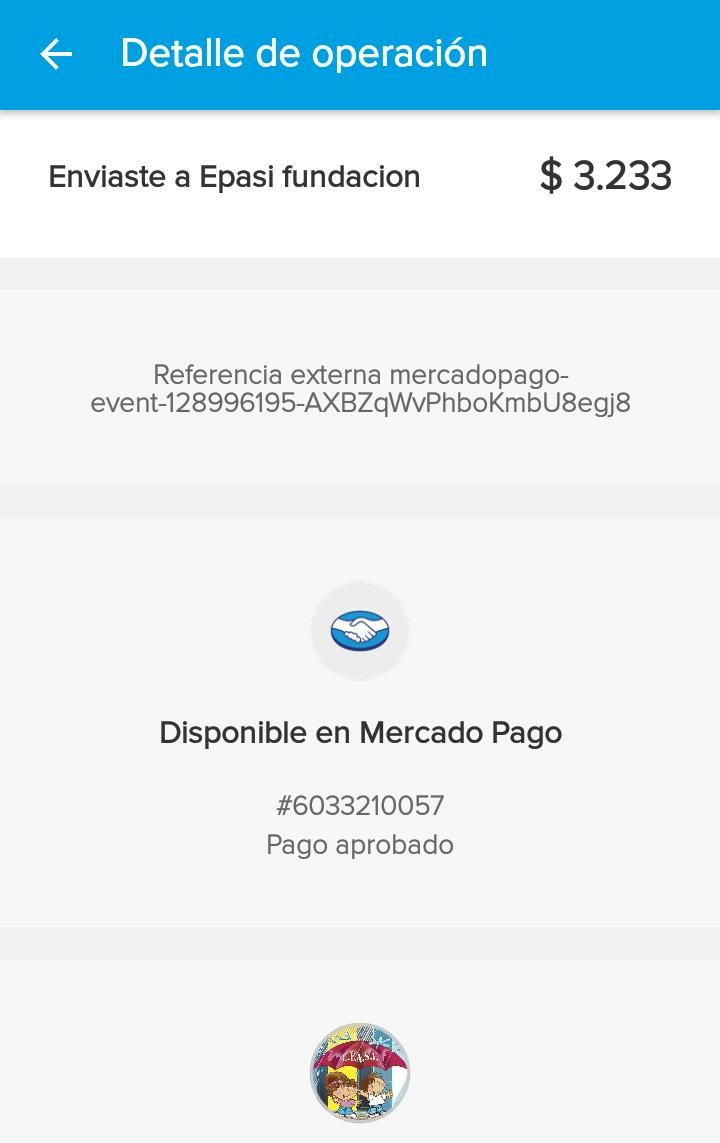 Detalle de operación
Enviaste a Epasi fundacion $ 3.233
Referencia externa mercadopago-
event-128996195-AXBZqWvPhboKmbU8egj8
Disponible en Mercado Pago
#6033210057
Pago aprobado
E.PA.S.I.